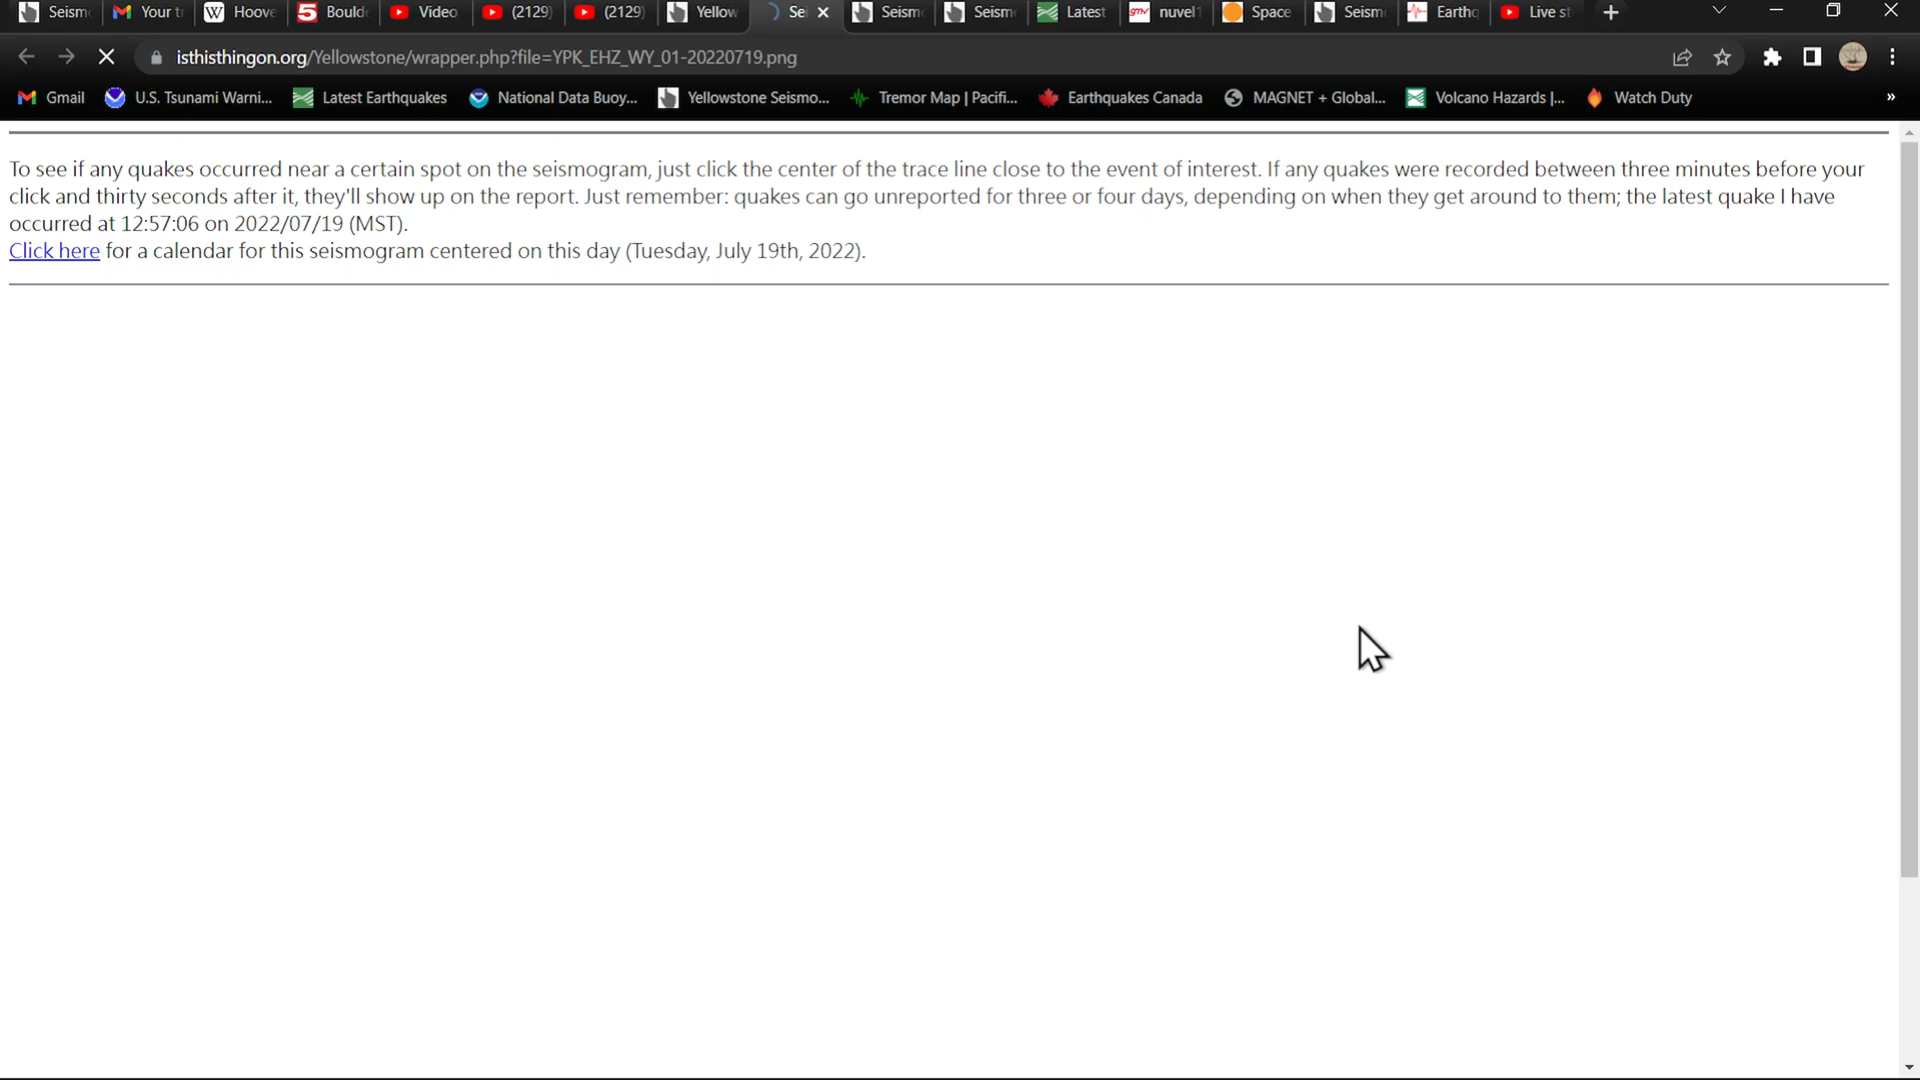 Seism Your t Hoove Bould Video (2129) (2129) Yellow Se Seism Seism Latest nuvel1 Space Seism Earthq Live st
isthisthingon.org/Yellowstone/wrapper.php?file=YPK_EHZ_WY_01-20220719.png
Gmail U.S. Tsunami Warni... Latest Earthquakes National Data Buoy... Yellowstone Seismo... Tremor Map | Pacifi... Earthquakes Canada MAGNET + Global... Volcano Hazards |... Watch Duty »
To see if any quakes occurred near a certain spot on the seismogram, just click the center of the trace line close to the event of interest. If any quakes were recorded between three minutes before your
click and thirty seconds after it, they'll show up on the report. Just remember: quakes can go unreported for three or four days, depending on when they get around to them; the latest quake I have
occurred at 12:57:06 on 2022/07/19 (MST).
Click here for a calendar for this seismogram centered on this day (Tuesday, July 19th, 2022).